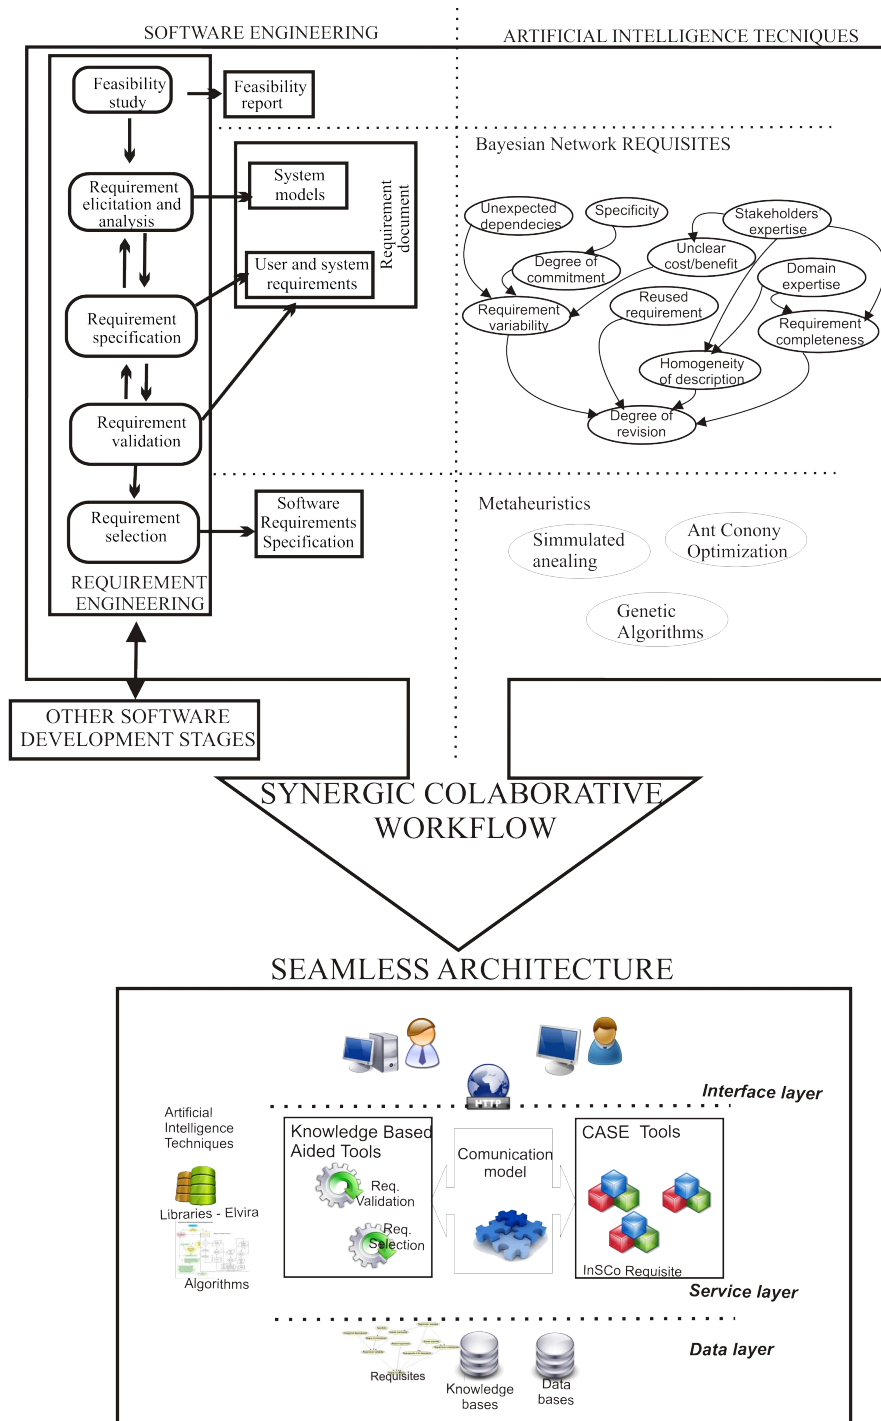 SOFTWARE ENGINEERING
ARTIFICIAL INTELLIGENCE TECNIQUES
Feasibility
study
Feasibility
report
Requirement
elicitation and
analysis
System
models
User and system
requirements
Requirement
document
Requirement
specification
Requirement
validation
Requirement
selection
Software
Requirements
Specification
REQUIREMENT
ENGINEERING
OTHER SOFTWARE
DEVELOPMENT STAGES
Bayesian Network REQUISITES
Unexpected
dependecies
Specificity
Stakeholders'
expertise
Degree of
commitment
Unclear
cost/benefit
Domain
expertise
Requirement
variability
Reused
requirement
Requirement
completeness
Homogeneity
of description
Degree of
revision
Metaheuristics
Simmulated
anealing
Ant Conony
Optimization
Genetic
Algorithms
SYNERGIC COLABORATIVE
WORKFLOW
SEAMLESS ARCHITECTURE
HTTP
Interface layer
Artificial
Intelligence
Techniques
Libraries - Elvira
Algorithms
Knowledge Based
Aided Tools
Req.
Validation
Req.
Selection
Comunication
model
CASE Tools
InSCo Requisite
Service layer
Requisites
Knowledge
bases
Data
bases
Data layer